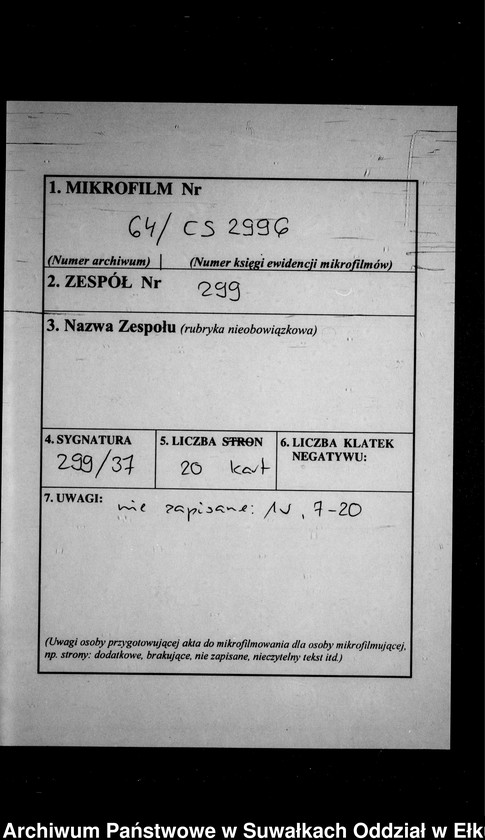 1. MIKROFILM Nr
64/ CS 2996
(Numer archiwum) | (Numer księgi ewidencji mikrofilmów)
2. ZESPÓŁ Nr 299
3. Nazwa Zespołu (rubryka nieobowiązkowa)
4. SYGNATURA
299/37
5. LICZBA STRON
20 kart
6. LICZBA KLATEK
NEGATYWU:
7. UWAGI: nie zapisane: 1v, 7-20
(Uwagi osoby przygotowującej akta do mikrofilmowania dla osoby mikrofilmującej,
np. strony: dodatkowe, brakujące, nie zapisane, nieczytelny tekst itd.)
Archiwum Państwowe w Suwałkach Oddział w Ełk